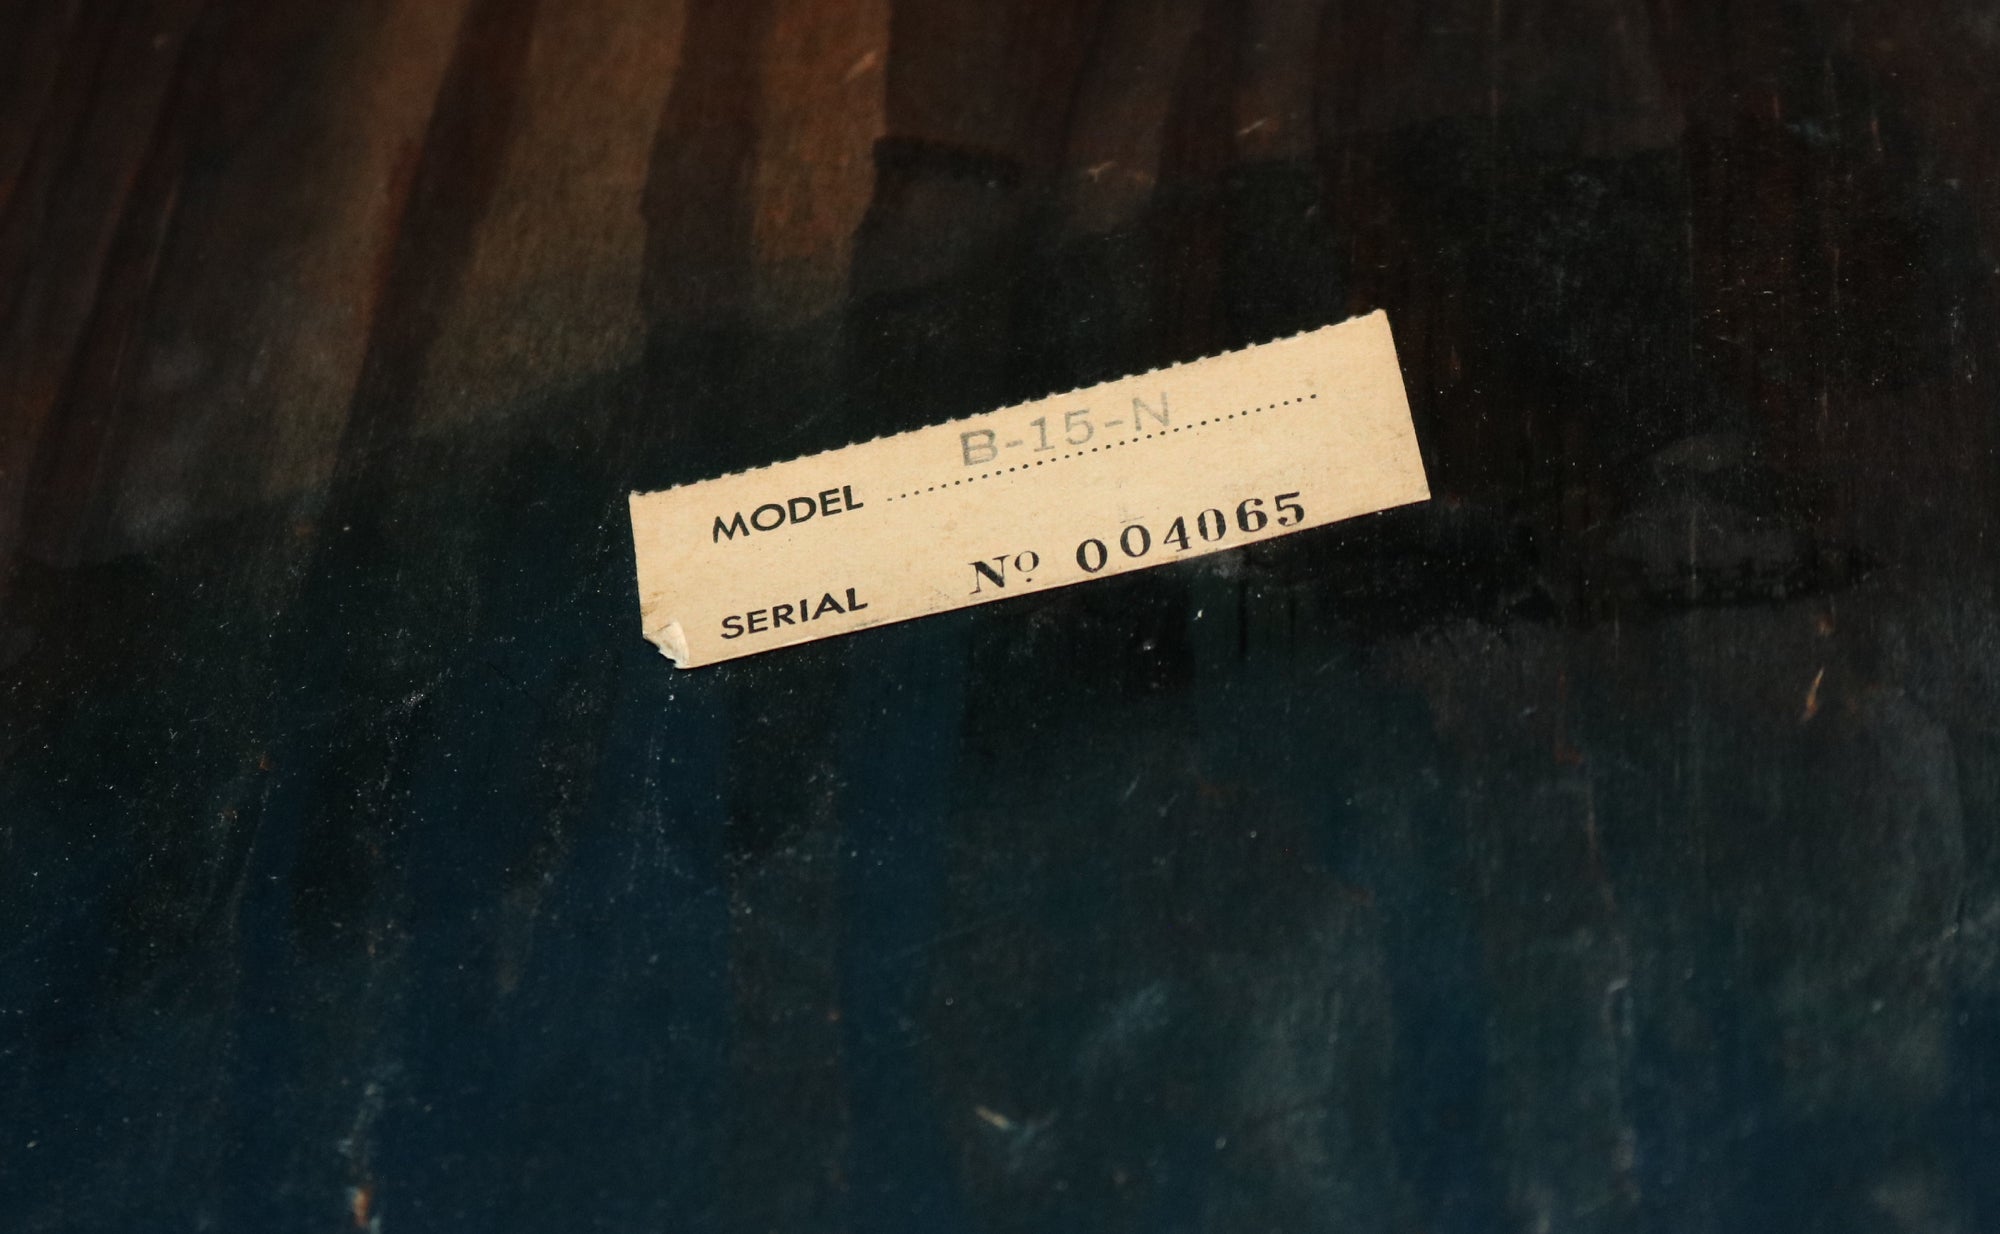 MODEL B-15-N
SERIAL Nº 004065